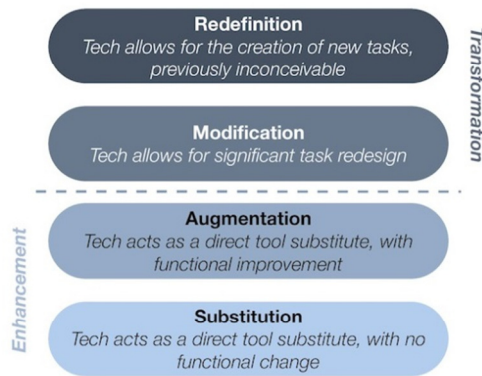 Redefinition
Tech allows for the creation of new tasks,
previously inconceivable
Transformation
Modification
Tech allows for significant task redesign
Augmentation
Tech acts as a direct tool substitute, with
functional improvement
Enhancement
Substitution
Tech acts as a direct tool substitute, with no
functional change